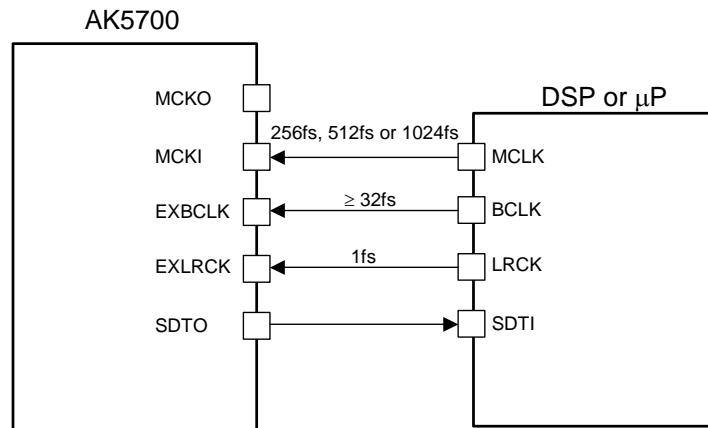 AK5700
DSP or μP
MCKO
256fs, 512fs or 1024fs
MCKI
MCLK
≥ 32fs
EXBCLK
BCLK
1fs
EXLRCK
LRCK
SDTO
SDTI